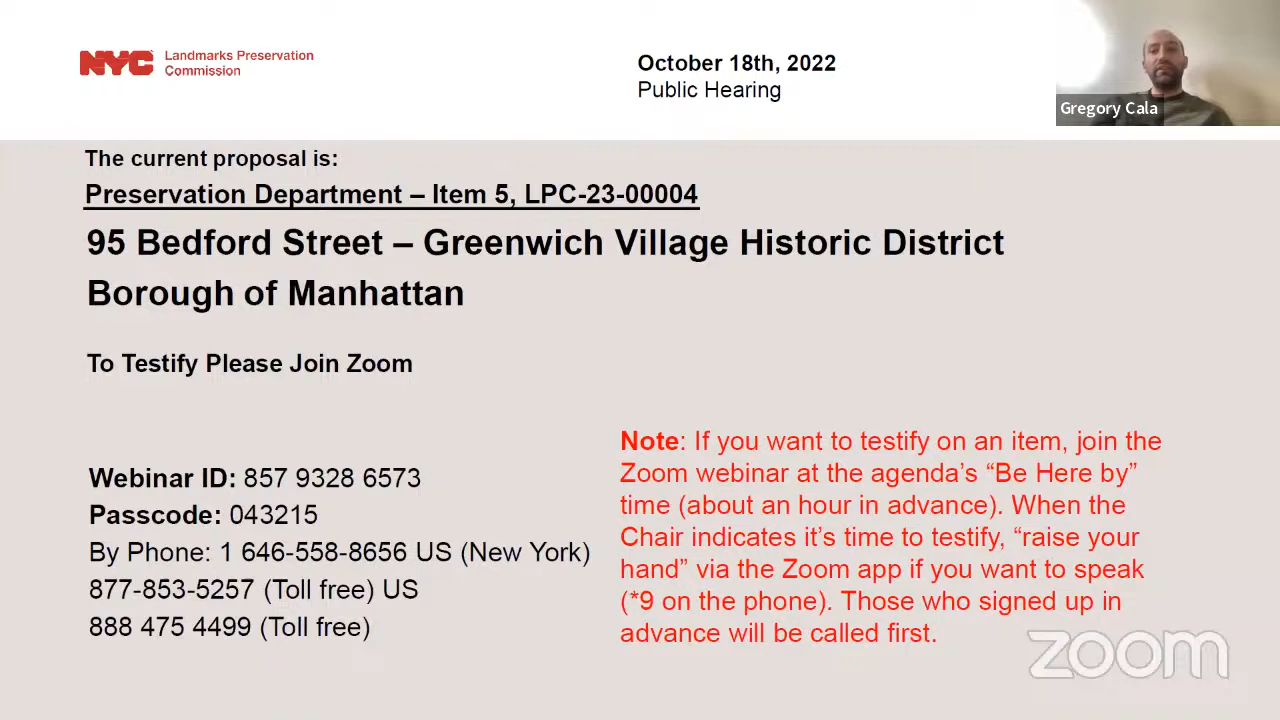 NYC Landmarks Preservation
Commission
October 18th, 2022
Public Hearing
Gregory Cala
The current proposal is:
Preservation Department – Item 5, LPC-23-00004
95 Bedford Street – Greenwich Village Historic District
Borough of Manhattan
To Testify Please Join Zoom
Webinar ID: 857 9328 6573
Passcode: 043215
By Phone: 1 646-558-8656 US (New York)
877-853-5257 (Toll free) US
888 475 4499 (Toll free)
Note: If you want to testify on an item, join the
Zoom webinar at the agenda’s “Be Here by”
time (about an hour in advance). When the
Chair indicates it’s time to testify, “raise your
hand” via the Zoom app if you want to speak
(*9 on the phone). Those who signed up in
advance will be called first.
zoom